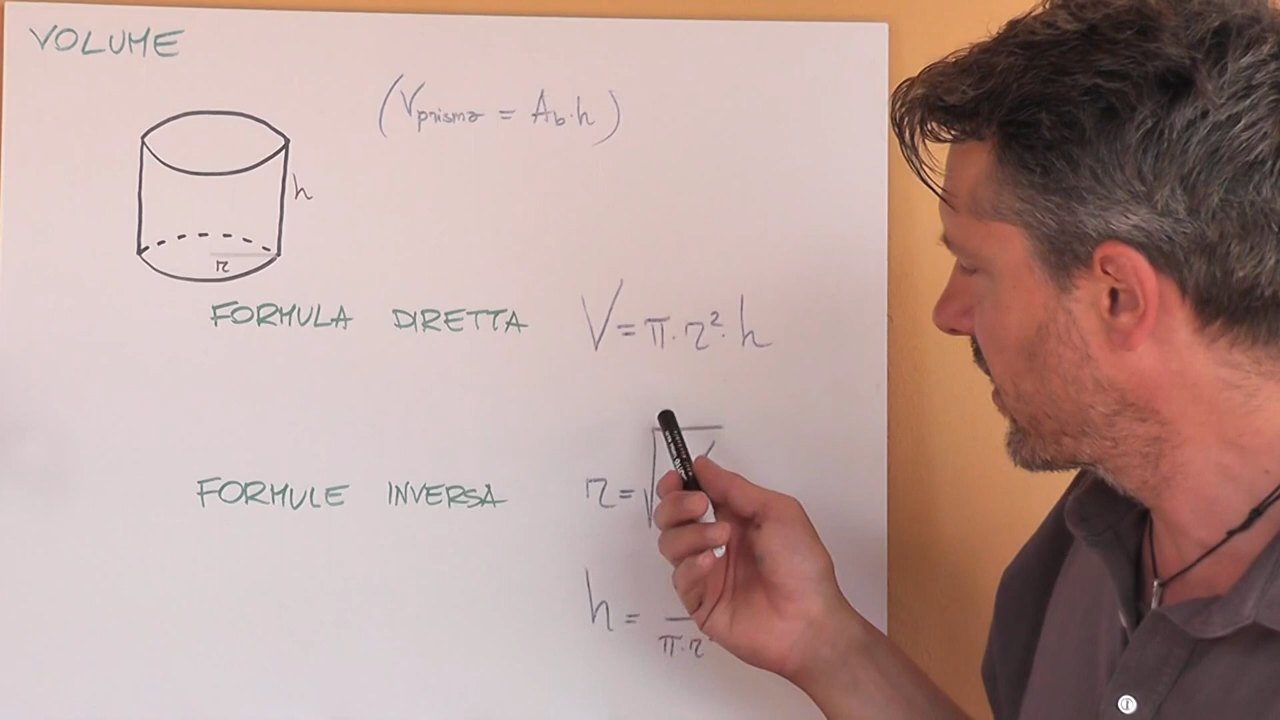 VOLUME
(Vprisma = Ab·h)
h
r
FORMULA DIRETTA V = π·r²·h
FORMULE INVERSA r = √
h =
π·r²